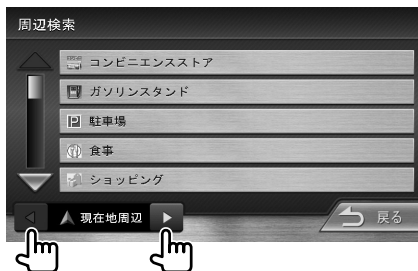 周辺検索
コンビニエンスストア
ガソリンスタンド
P 駐車場
食事
ショッピング
現在地周辺
戻る